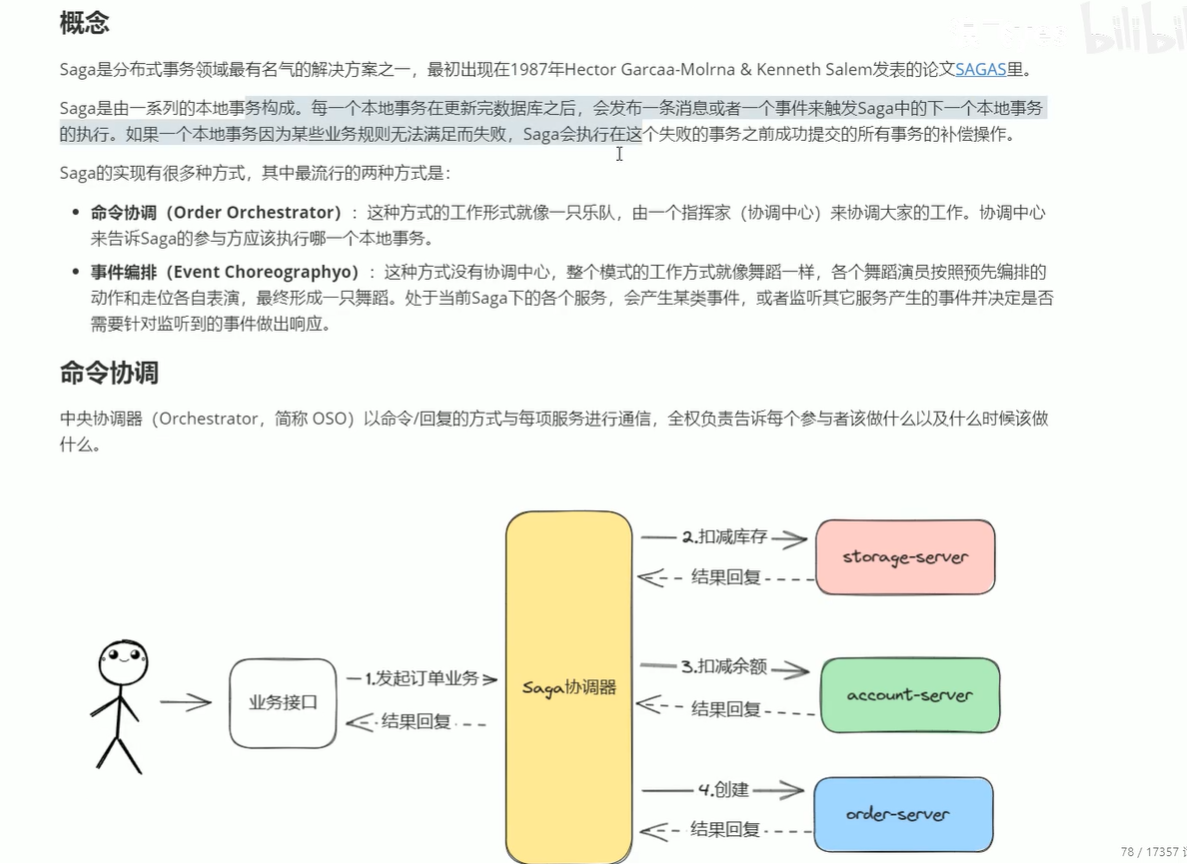 概念
bilibil
Saga是分布式事务领域最有名气的解决方案之一，最初出现在1987年Hector Garcaa-Molrna & Kenneth Salem发表的论文SAGAS里。
Saga是由一系列的本地事务构成。每一个本地事务在更新完数据库之后，会发布一条消息或者一个事件来触发Saga中的下一个本地事务
的执行。如果一个本地事务因为某些业务规则无法满足而失败，Saga会执行在这个失败的事务之前成功提交的所有事务的补偿操作。
Saga的实现有很多种方式，其中最流行的两种方式是：
• 命令协调（Order Orchestrator）：这种方式的工作形式就像一只乐队，由一个指挥家（协调中心）来协调大家的工作。协调中心
来告诉Saga的参与方应该执行哪一个本地事务。
• 事件编排（Event Choreographyo）：这种方式没有协调中心，整个模式的工作方式就像舞蹈一样，各个舞蹈演员按照预先编排的
动作和走位各自表演，最终形成一只舞蹈。处于当前Saga下的各个服务，会产生某类事件，或者监听其它服务产生的事件并决定是否
需要针对监听到的事件做出响应。
命令协调
中央协调器（Orchestrator，简称 OSO）以命令/回复的方式与每项服务进行通信，全权负责告诉每个参与者该做什么以及什么时候该做
什么。
2.扣减库存
storage-server
结果回复
3.扣减余额
1.发起订单业务
Saga协调器
account-server
业务接口
结果回复
结果回复
4.创建
order-server
结果回复
78 / 17357